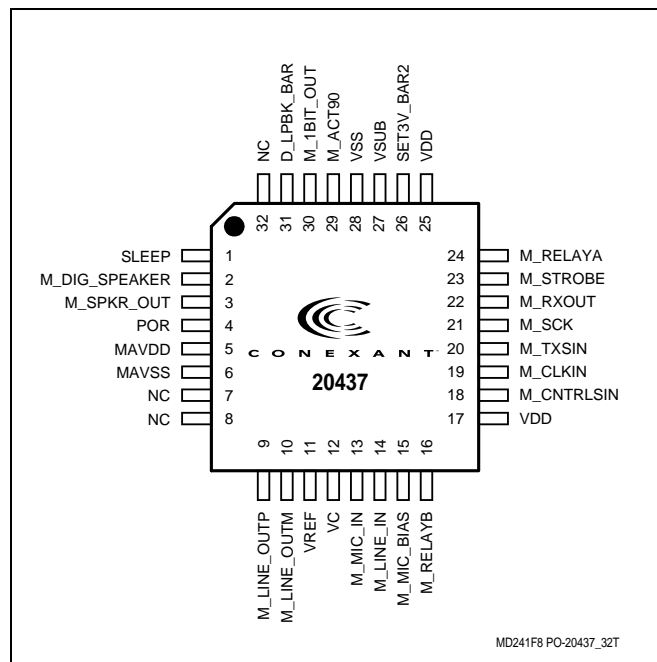 NC
D_LPBK_BAR
M_1BIT_OUT
M_ACT90
VSS
VSUB
SET3V_BAR2
VDD
32 31 30 29 28 27 26 25
SLEEP 1
M_DIG_SPEAKER 2
M_SPKR_OUT 3
POR 4
MAVDD 5
MAVSS 6
NC 7
NC 8
24 M_RELAYA
23 M_STROBE
22 M_RXOUT
21 M_SCK
20 M_TXSIN
19 M_CLKIN
18 M_CNTRLSIN
17 VDD
CONEXANT
20437
9 10 11 12 13 14 15 16
M_LINE_OUTP
M_LINE_OUTM
VREF
VC
M_MIC_IN
M_LINE_IN
M_MIC_BIAS
M_RELAYB
MD241F8 PO-20437_32T